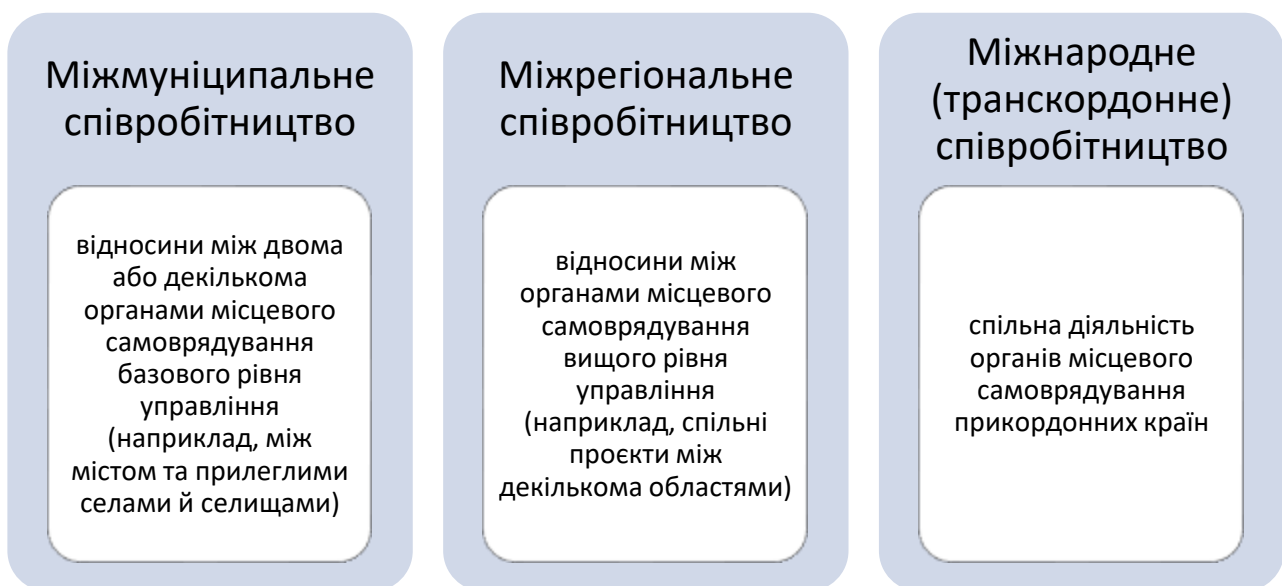 Міжмуніципальне
співробітництво
відносини між двома
або декількома
органами місцевого
самоврядування
базового рівня
управління
(наприклад, між
містом та прилеглими
селами й селищами)
Міжрегіональне
співробітництво
відносини між
органами місцевого
самоврядування
вищого рівня
управління
(наприклад, спільні
проєкти між
декількома областями)
Міжнародне
(транскордонне)
співробітництво
спільна діяльність
органів місцевого
самоврядування
прикордонних країн